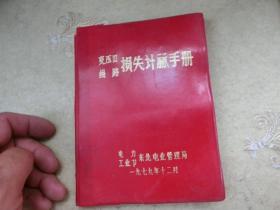 变压器
线路 损失计算手册
电力
工业部 东北电业管理局
一九七九年十二月